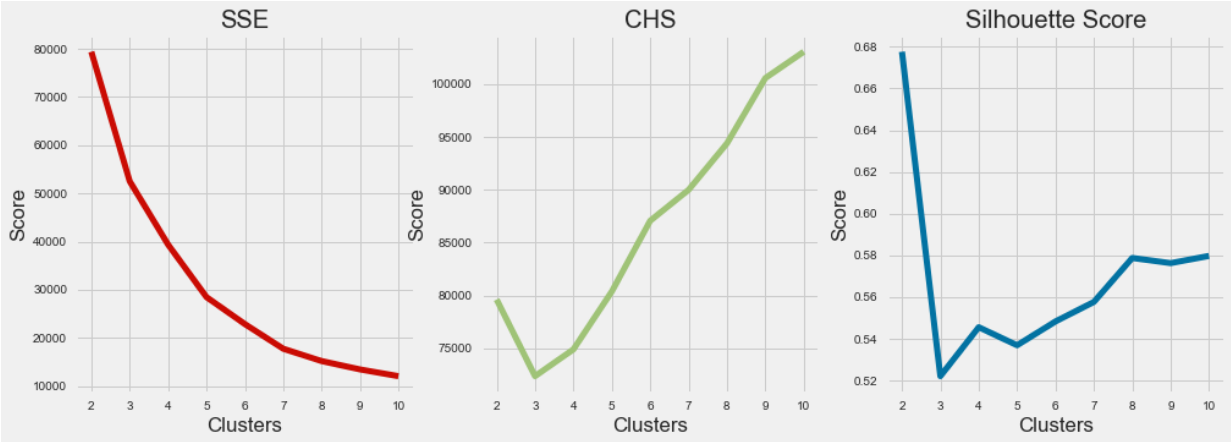 SSE
CHS
Silhouette Score
80000
70000
60000
50000
40000
30000
20000
10000
Score
2 3 4 5 6 7 8 9 10
Clusters
100000
95000
90000
85000
80000
75000
Score
2 3 4 5 6 7 8 9 10
Clusters
0.68
0.66
0.64
0.62
0.60
0.58
0.56
0.54
0.52
Score
2 3 4 5 6 7 8 9 10
Clusters